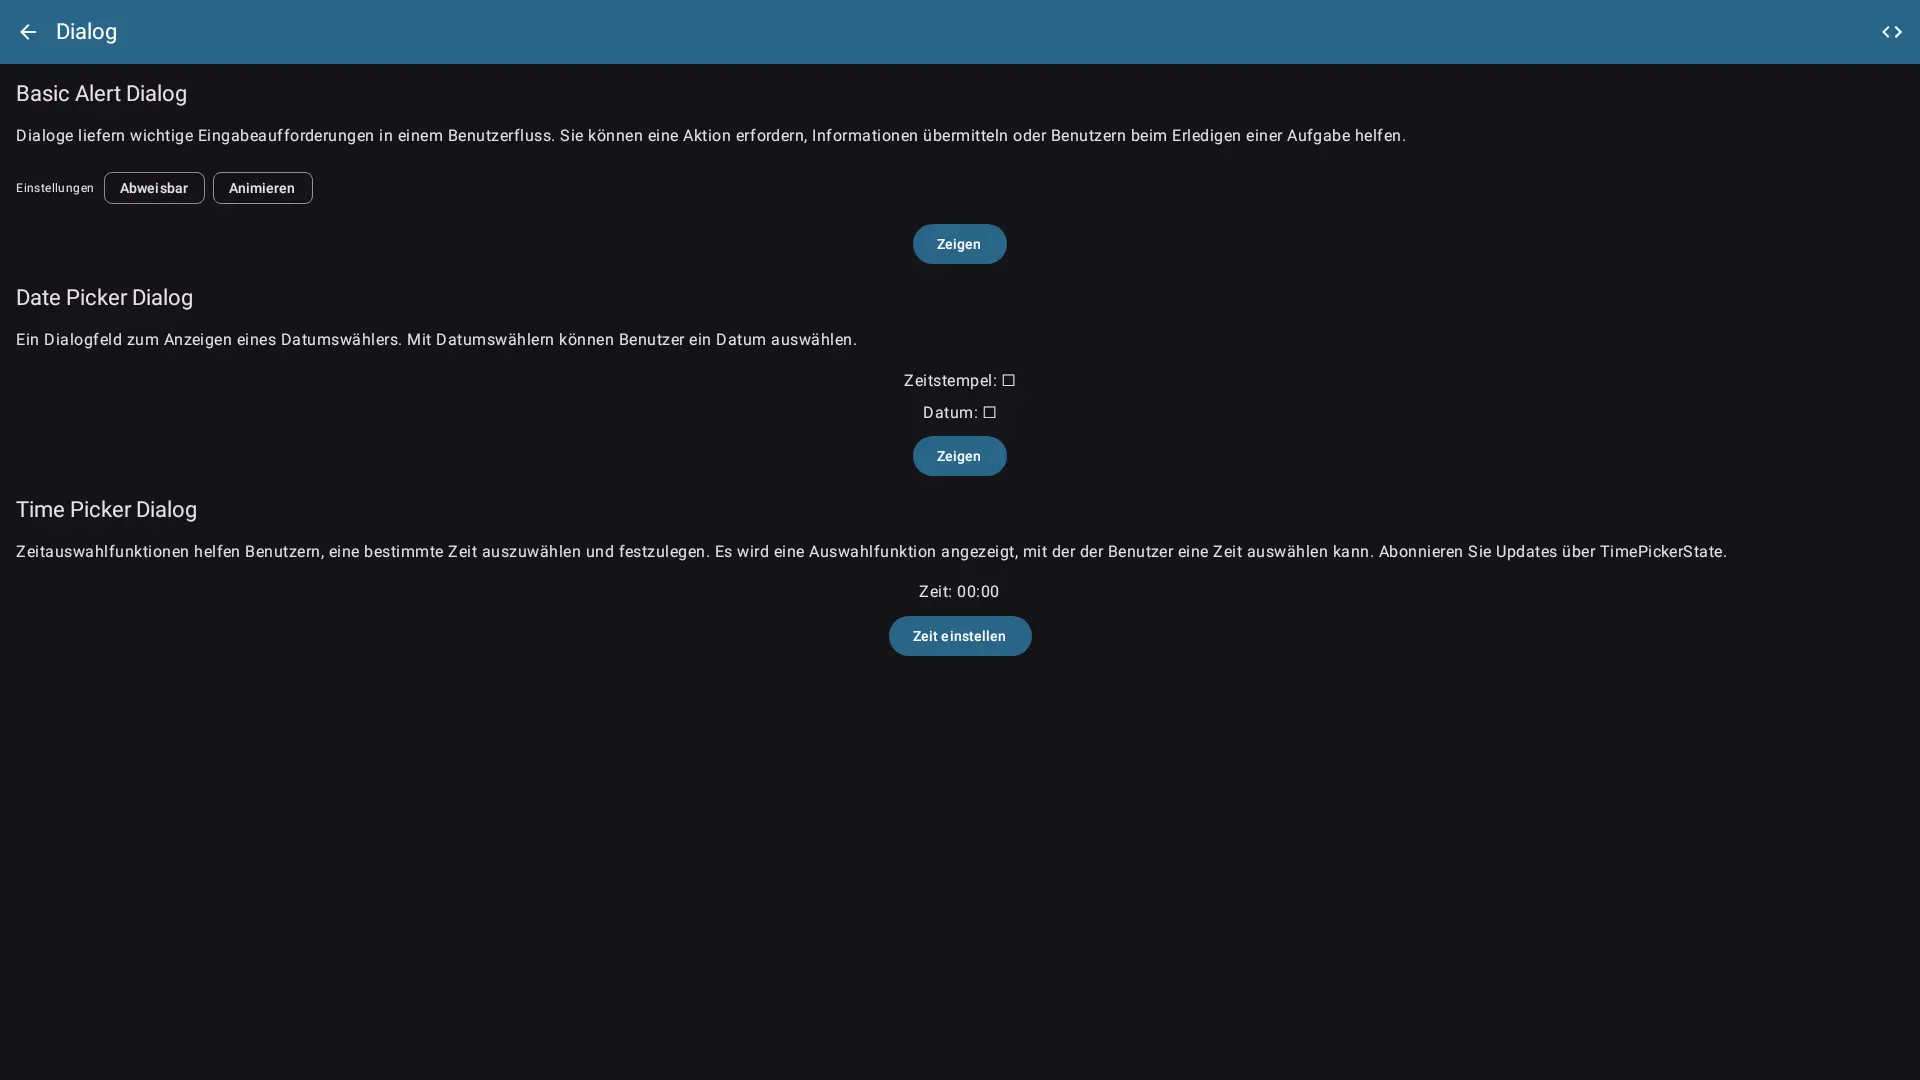 Dialog
Basic Alert Dialog
Dialoge liefern wichtige Eingabeaufforderungen in einem Benutzerfluss. Sie können eine Aktion erfordern, Informationen übermitteln oder Benutzern beim Erledigen einer Aufgabe helfen.
Einstellungen Abweisbar Animieren
Zeigen
Date Picker Dialog
Ein Dialogfeld zum Anzeigen eines Datumswählers. Mit Datumswählern können Benutzer ein Datum auswählen.
Zeitstempel: ☐
Datum: ☐
Zeigen
Time Picker Dialog
Zeitauswahlfunktionen helfen Benutzern, eine bestimmte Zeit auszuwählen und festzulegen. Es wird eine Auswahlfunktion angezeigt, mit der der Benutzer eine Zeit auswählen kann. Abonnieren Sie Updates über TimePickerState.
Zeit: 00:00
Zeit einstellen